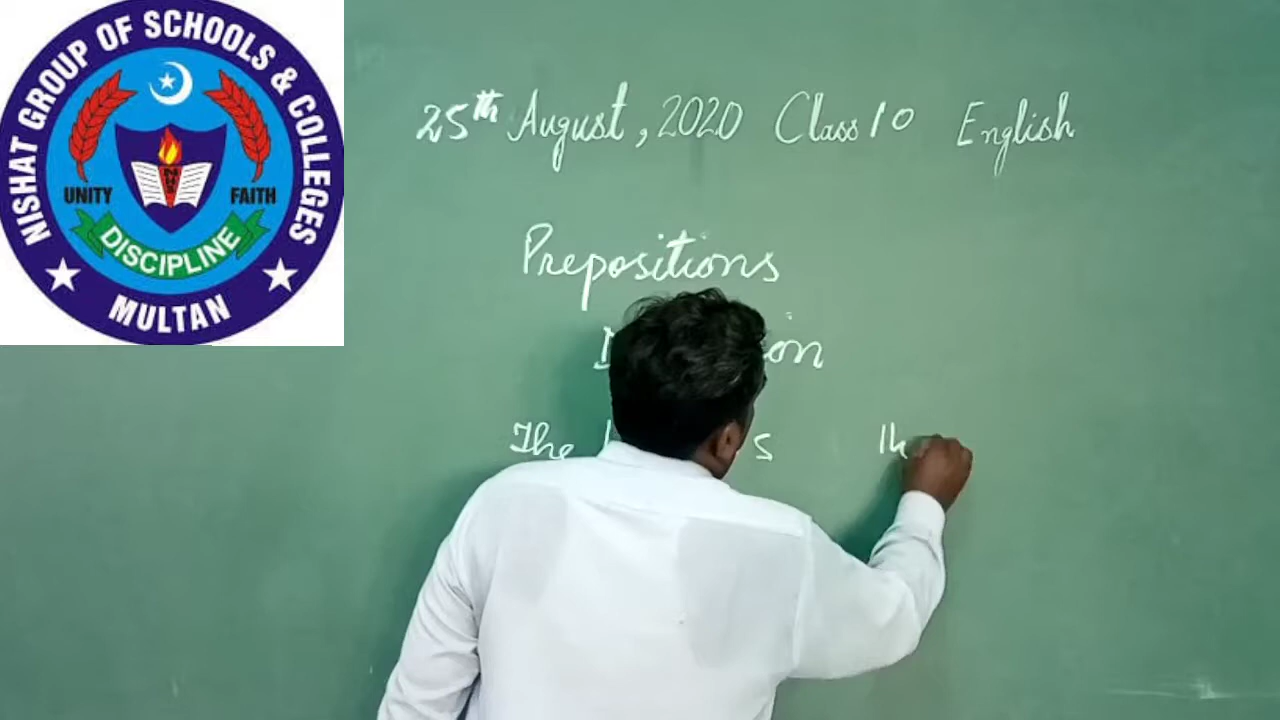 NISHAT GROUP OF SCHOOLS & COLLEGES
UNITY
FAITH
DISCIPLINE
MULTAN
25th August, 2020 Class 10 English
Prepositions
The